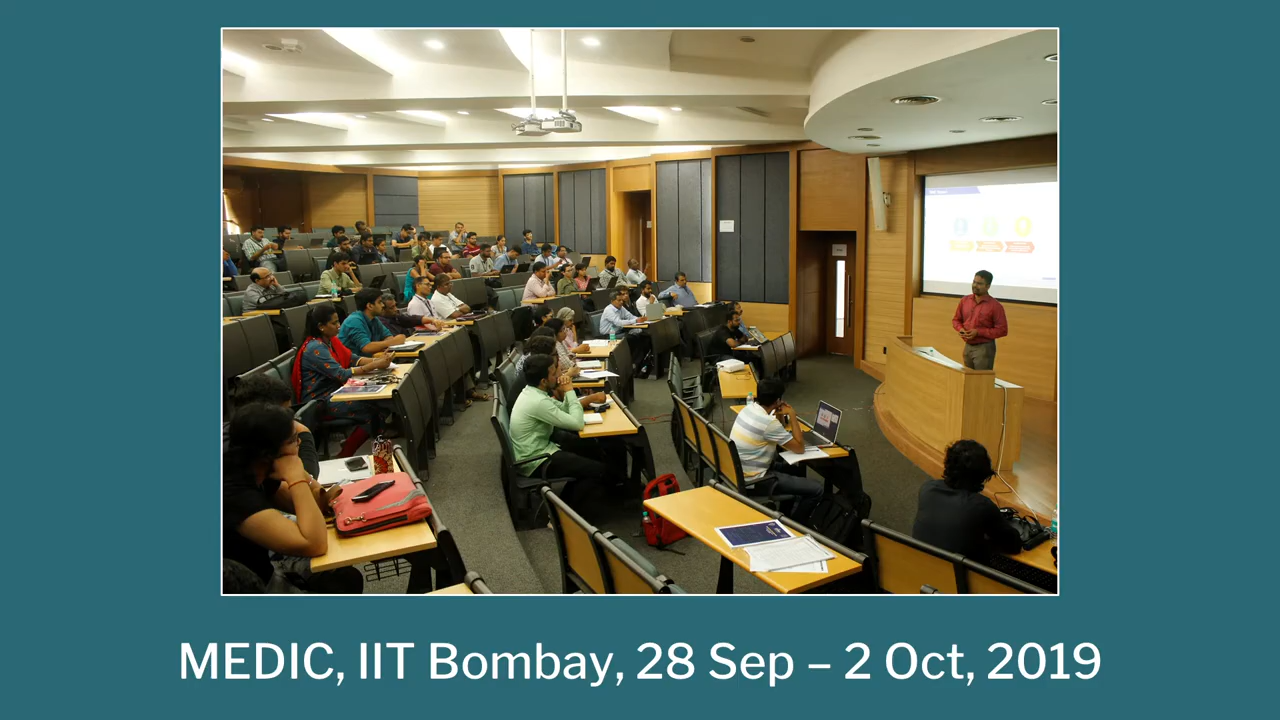 MEDIC, IIT Bombay, 28 Sep – 2 Oct, 2019